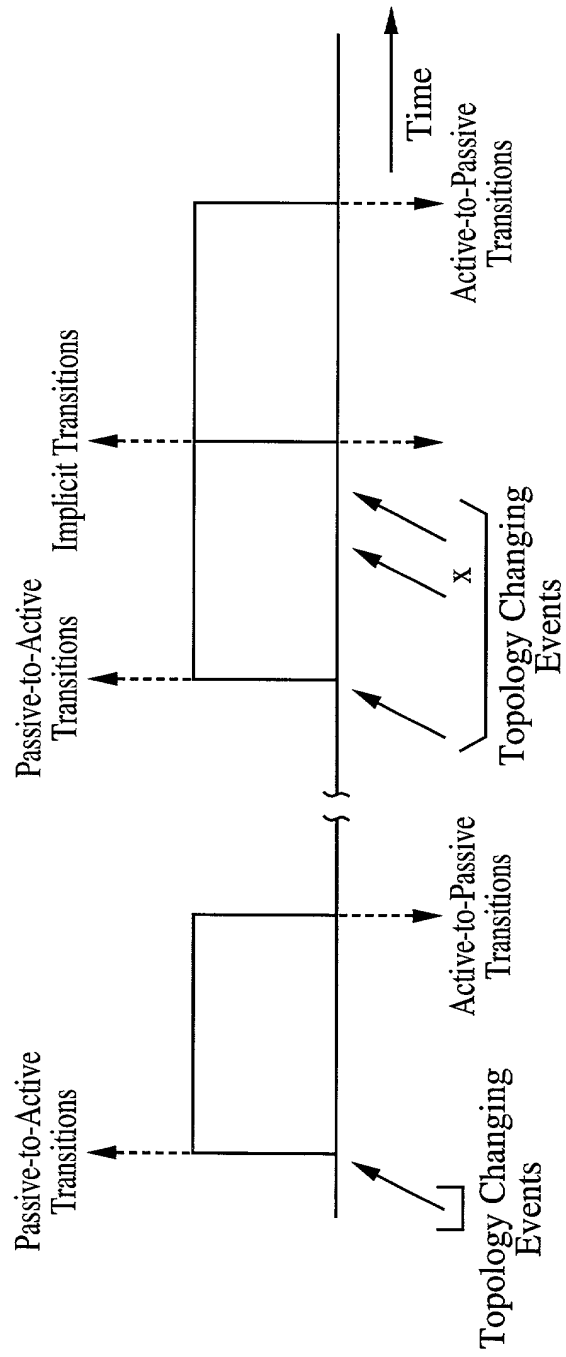 Passive-to-Active
Transitions
Passive-to-Active
Transitions
Implicit Transitions
Time
Active-to-Passive
Transitions
Active-to-Passive
Transitions
x
Topology Changing
Events
Topology Changing
Events